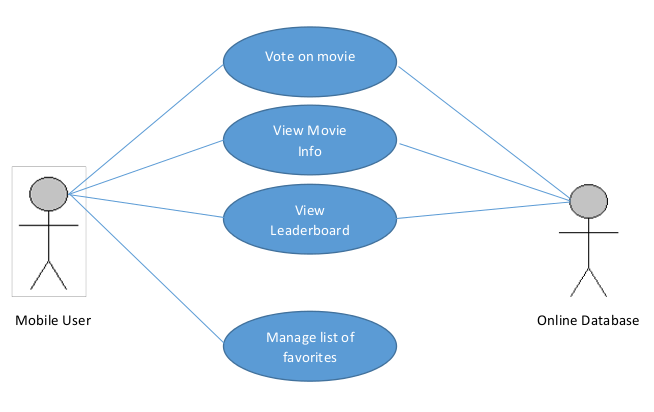 Vote on movie
View Movie
Info
View
Leaderboard
Mobile User
Online Database
Manage list of
favorites